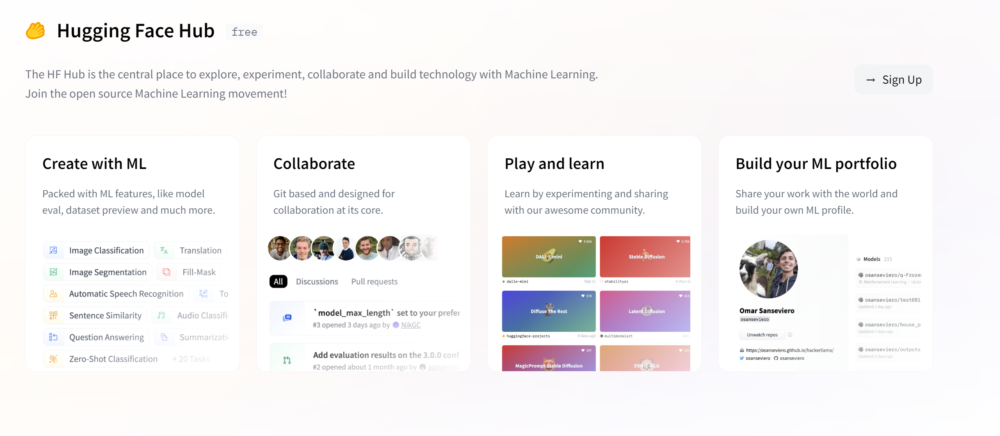 Hugging Face Hub free
The HF Hub is the central place to explore, experiment, collaborate and build technology with Machine Learning.
Join the open source Machine Learning movement!
→ Sign Up
Create with ML
Packed with ML features, like model
eval, dataset preview and much more.
Image Classification Translation
Image Segmentation Fill-Mask
Automatic Speech Recognition To
Sentence Similarity Audio Classifi
Question Answering Summarizati
Zero-Shot Classification + 20 Tasks
Collaborate
Git based and designed for
collaboration at its core.
All Discussions Pull requests
`model_max_length` set to your prefer
#3 opened 3 days ago by NikGC
Add evaluation results on the 3.0.0 conf
#2 opened about 1 month ago by autoevalu
Play and learn
Learn by experimenting and sharing
with our awesome community.
4.55k 2.75k
DALL·E mini Stable Diffusion
dalle-mini Sep 11 stabilityai 8 days ag
570 413
Diffuse The Rest Latent Diffusion
huggingface-projects 9 days ago multimodalart Jun
247 235
MagicPrompt Stable Diffusion ERNIE-ViLG
Build your ML portfolio
Share your work with the world and
build your own ML profile.
Omar Sanseviero
osanseviero
Unwatch repos
https://osanseviero.github.io/hackerllama/
osanseviero osanseviero
Models 215
osanseviero/q-Frozen
Reinforcement Learning · Upda
osanseviero/test081
Updated 1 day ago
osanseviero/house_p
Updated 2 days ago
osanseviero/outputs
Updated 3 days ago